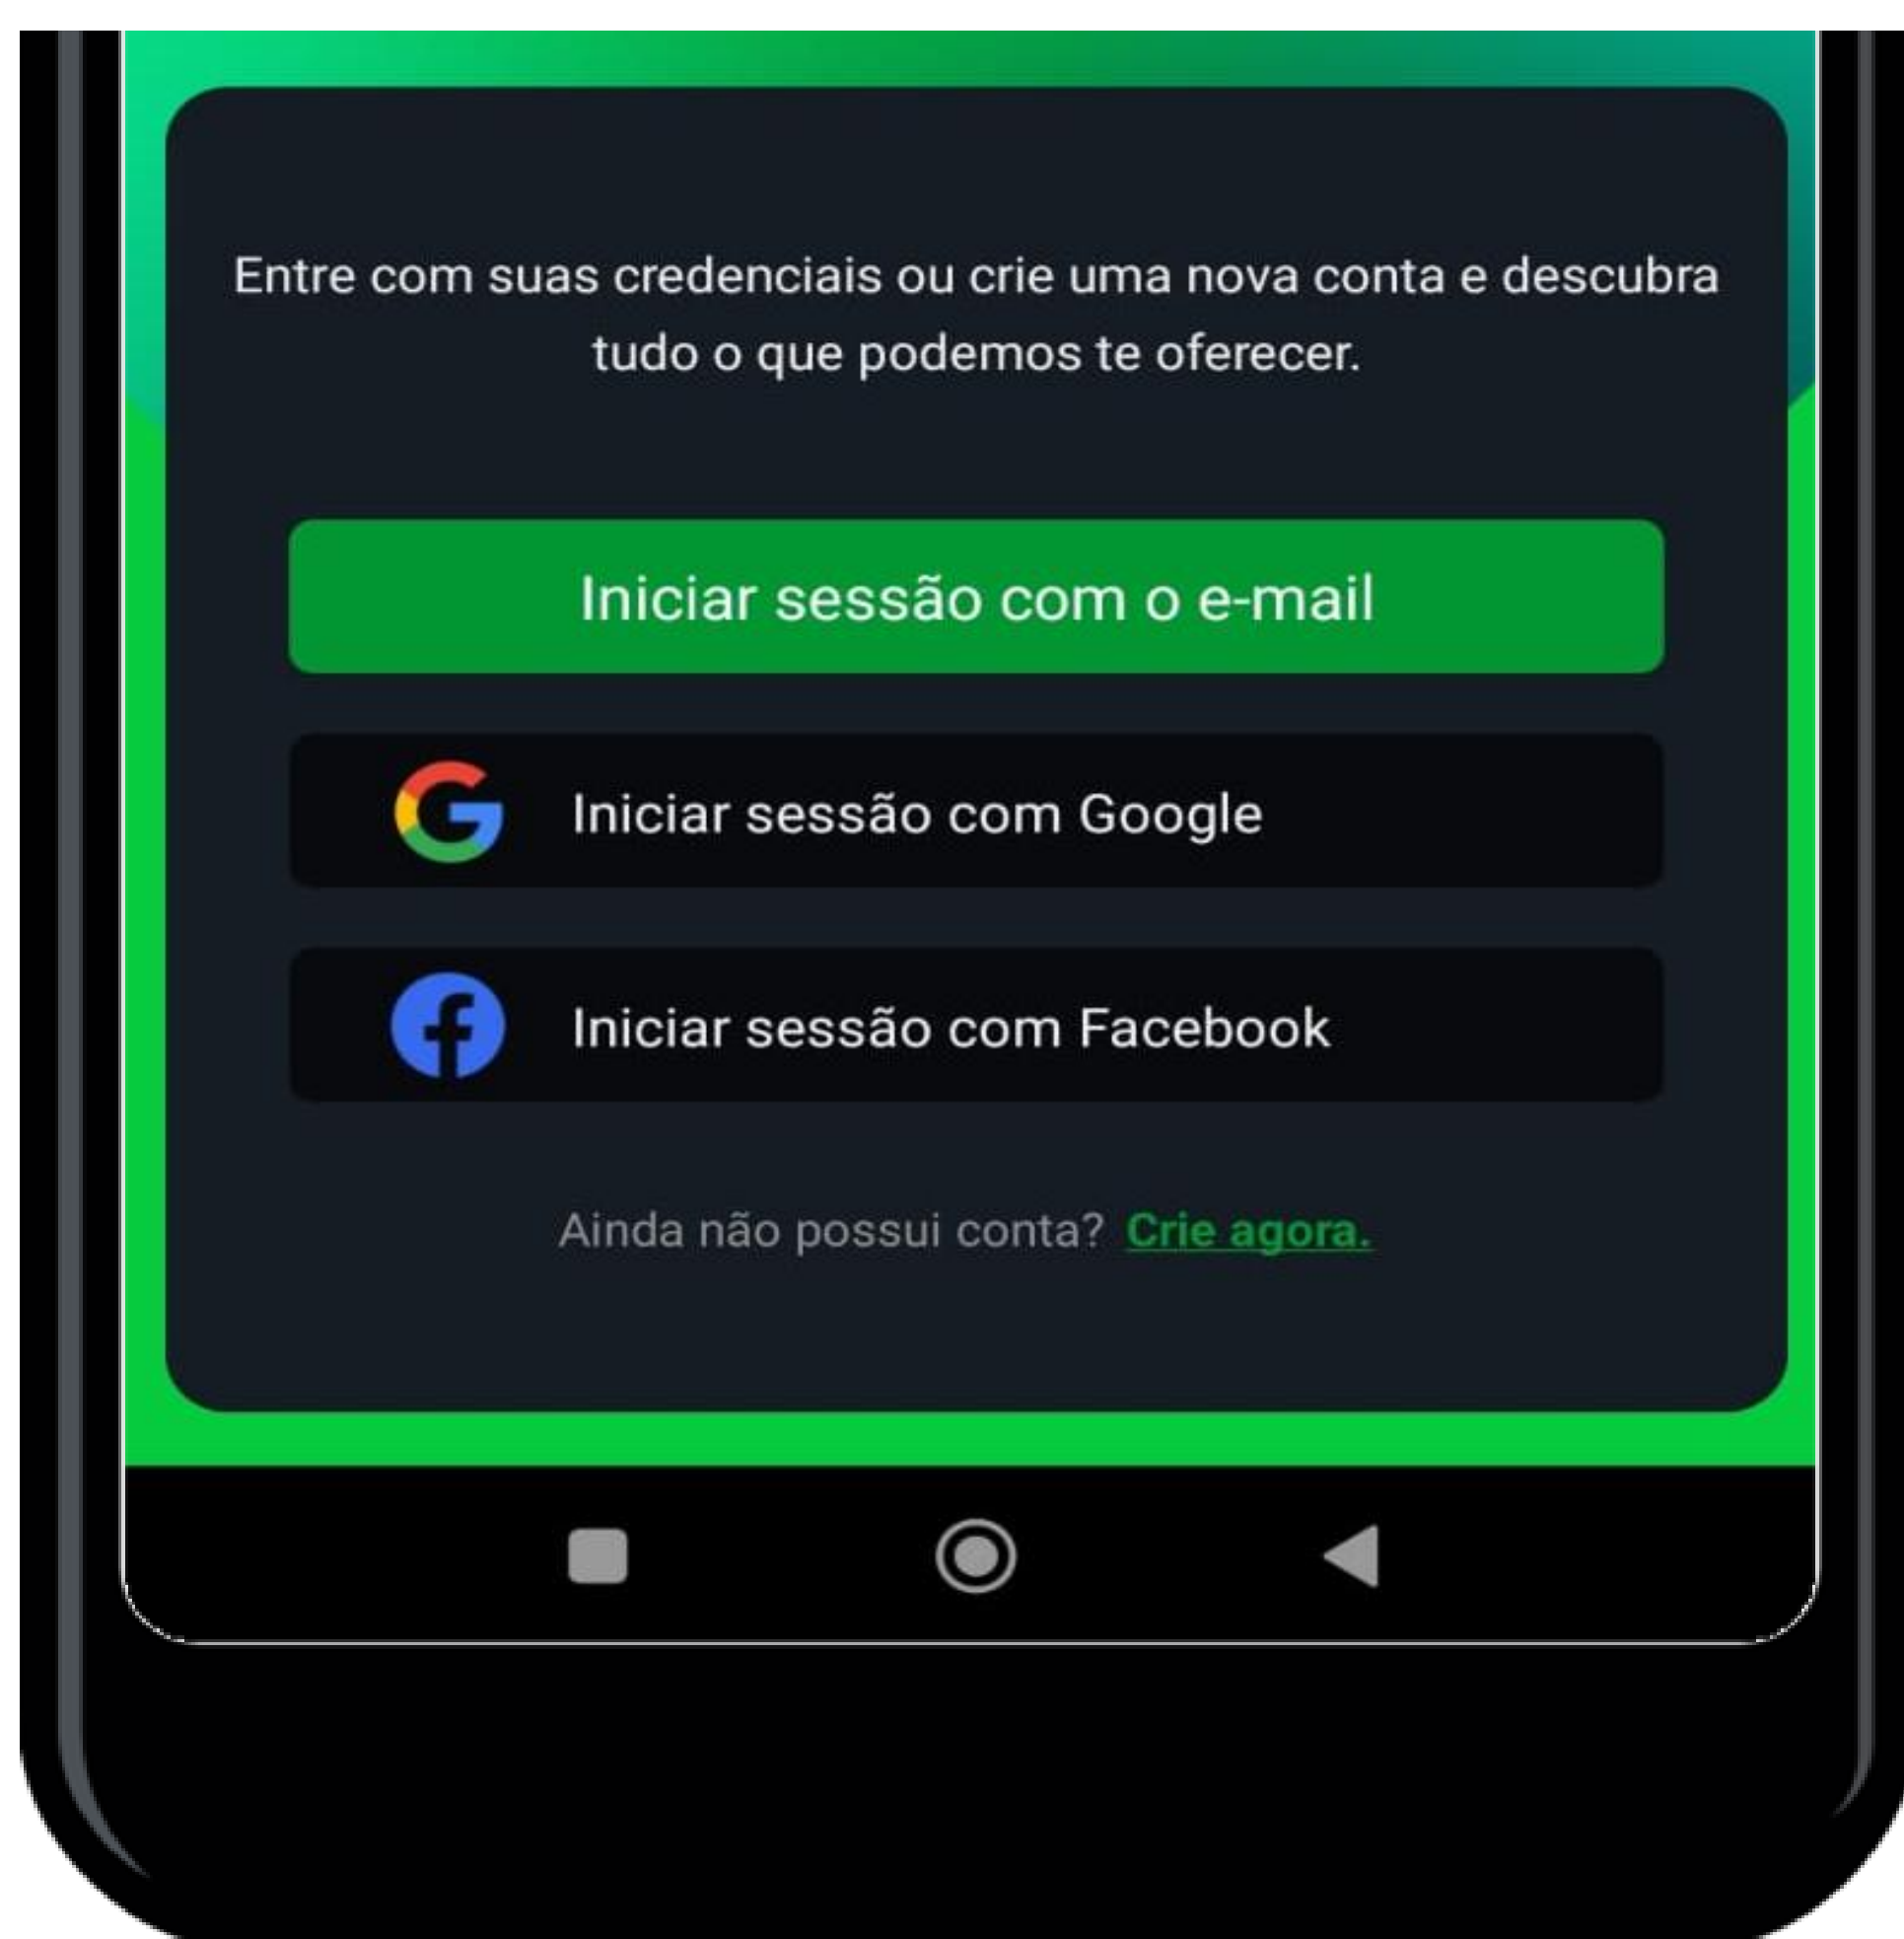 Entre com suas credenciais ou crie uma nova conta e descubra
tudo o que podemos te oferecer.
Iniciar sessão com o e-mail
Iniciar sessão com Google
Iniciar sessão com Facebook
Ainda não possui conta? Crie agora.